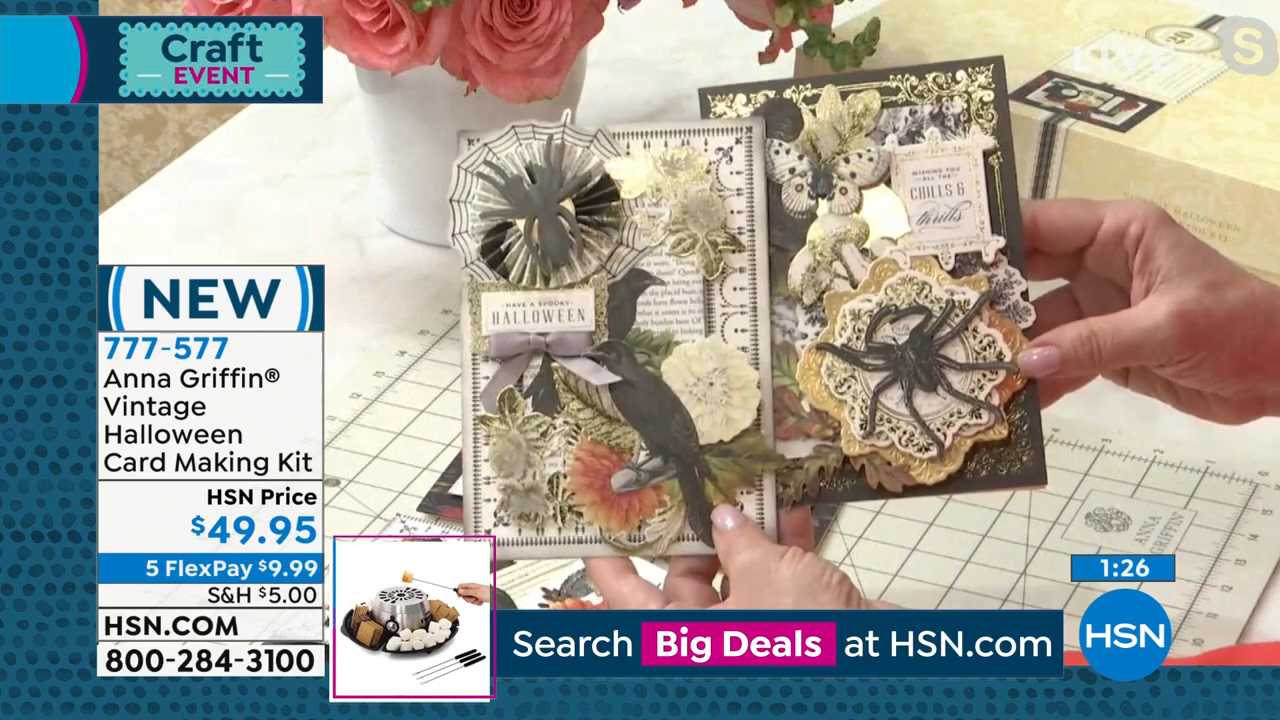 Craft
EVENT
LIVE
S
NEW
777-577
Anna Griffin®
Vintage
Halloween
Card Making Kit
HSN Price
$49.95
5 FlexPay $9.99
S&H $5.00
HSN.COM
800-284-3100
HAVE A SPOOKY
HALLOWEEN
WISHING YOU
ALL THE
CHILLS &
thrills
20
ANNA
GRIFFIN
1:26
HSN
Search Big Deals at HSN.com